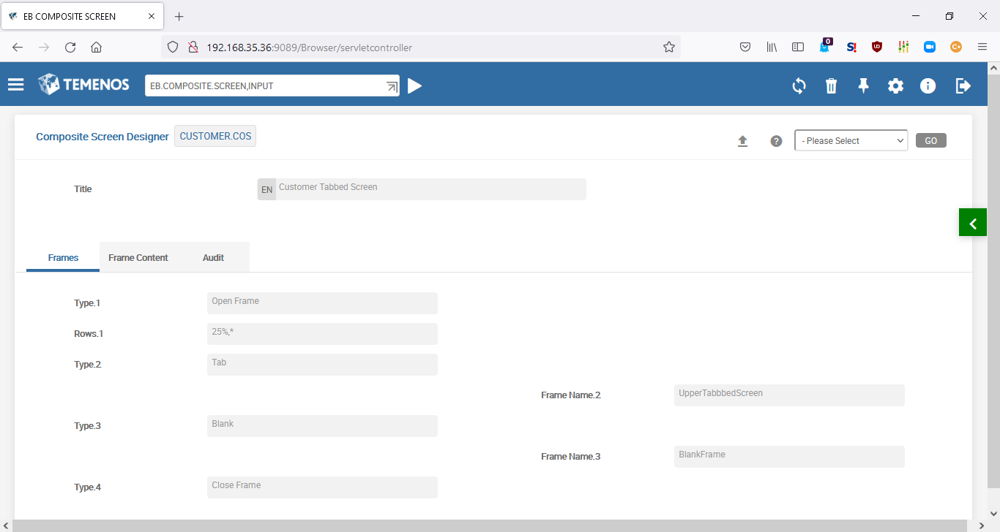 EB COMPOSITE SCREEN
192.168.35.36:9089/Browser/servletcontroller
0
S!
UD
C+
TEMENOS
EB.COMPOSITE.SCREEN,INPUT
Composite Screen Designer CUSTOMER.COS
- Please Select GO
Title EN Customer Tabbed Screen
Frames Frame Content Audit
Type.1 Open Frame
Rows.1 25%,*
Type.2 Tab
Frame Name.2 UpperTabbbedScreen
Type.3 Blank
Frame Name.3 BlankFrame
Type.4 Close Frame